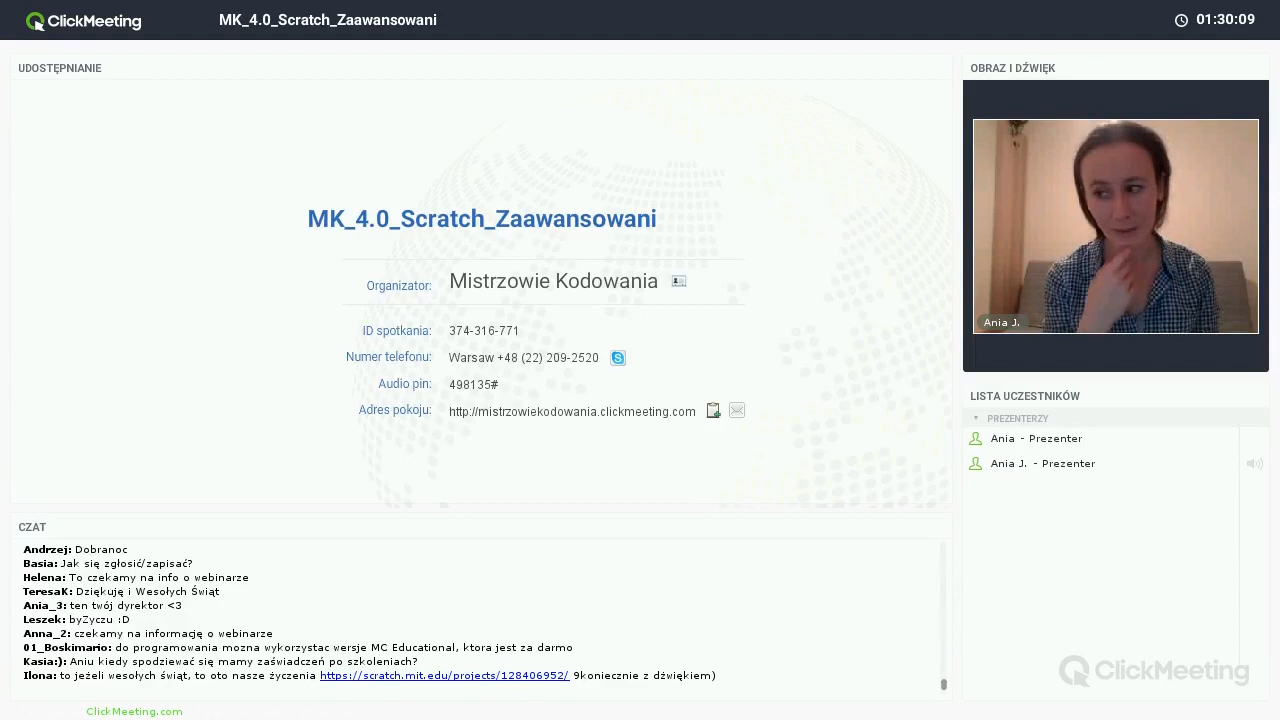 ClickMeeting
MK_4.0_Scratch_Zaawansowani
01:30:09
UDOSTĘPNIANIE
MK_4.0_Scratch_Zaawansowani
Organizator: Mistrzowie Kodowania
ID spotkania: 374-316-771
Numer telefonu: Warsaw +48 (22) 209-2520
Audio pin: 498135#
Adres pokoju: http://mistrzowiekodowania.clickmeeting.com
OBRAZ I DŹWIĘK
Ania J.
LISTA UCZESTNIKÓW
PREZENTERZY
Ania - Prezenter
Ania J. - Prezenter
CZAT
Andrzej: Dobranoc
Basia: Jak się zgłosić/zapisać?
Helena: To czekamy na info o webinarze
TeresaK: Dziękuję i Wesołych Świąt
Ania_3: ten twój dyrektor <3
Leszek: byZyczu :D
Anna_2: czekamy na informację o webinarze
01_Boskimario: do programowania mozna wykorzystac wersje MC Educational, ktora jest za darmo
Kasia:): Aniu kiedy spodziewać się mamy zaświadczeń po szkoleniach?
Ilona: to jeżeli wesołych świąt, to oto nasze życzenia https://scratch.mit.edu/projects/128406952/ 9koniecznie z dźwiękiem)
ClickMeeting
ClickMeeting.com